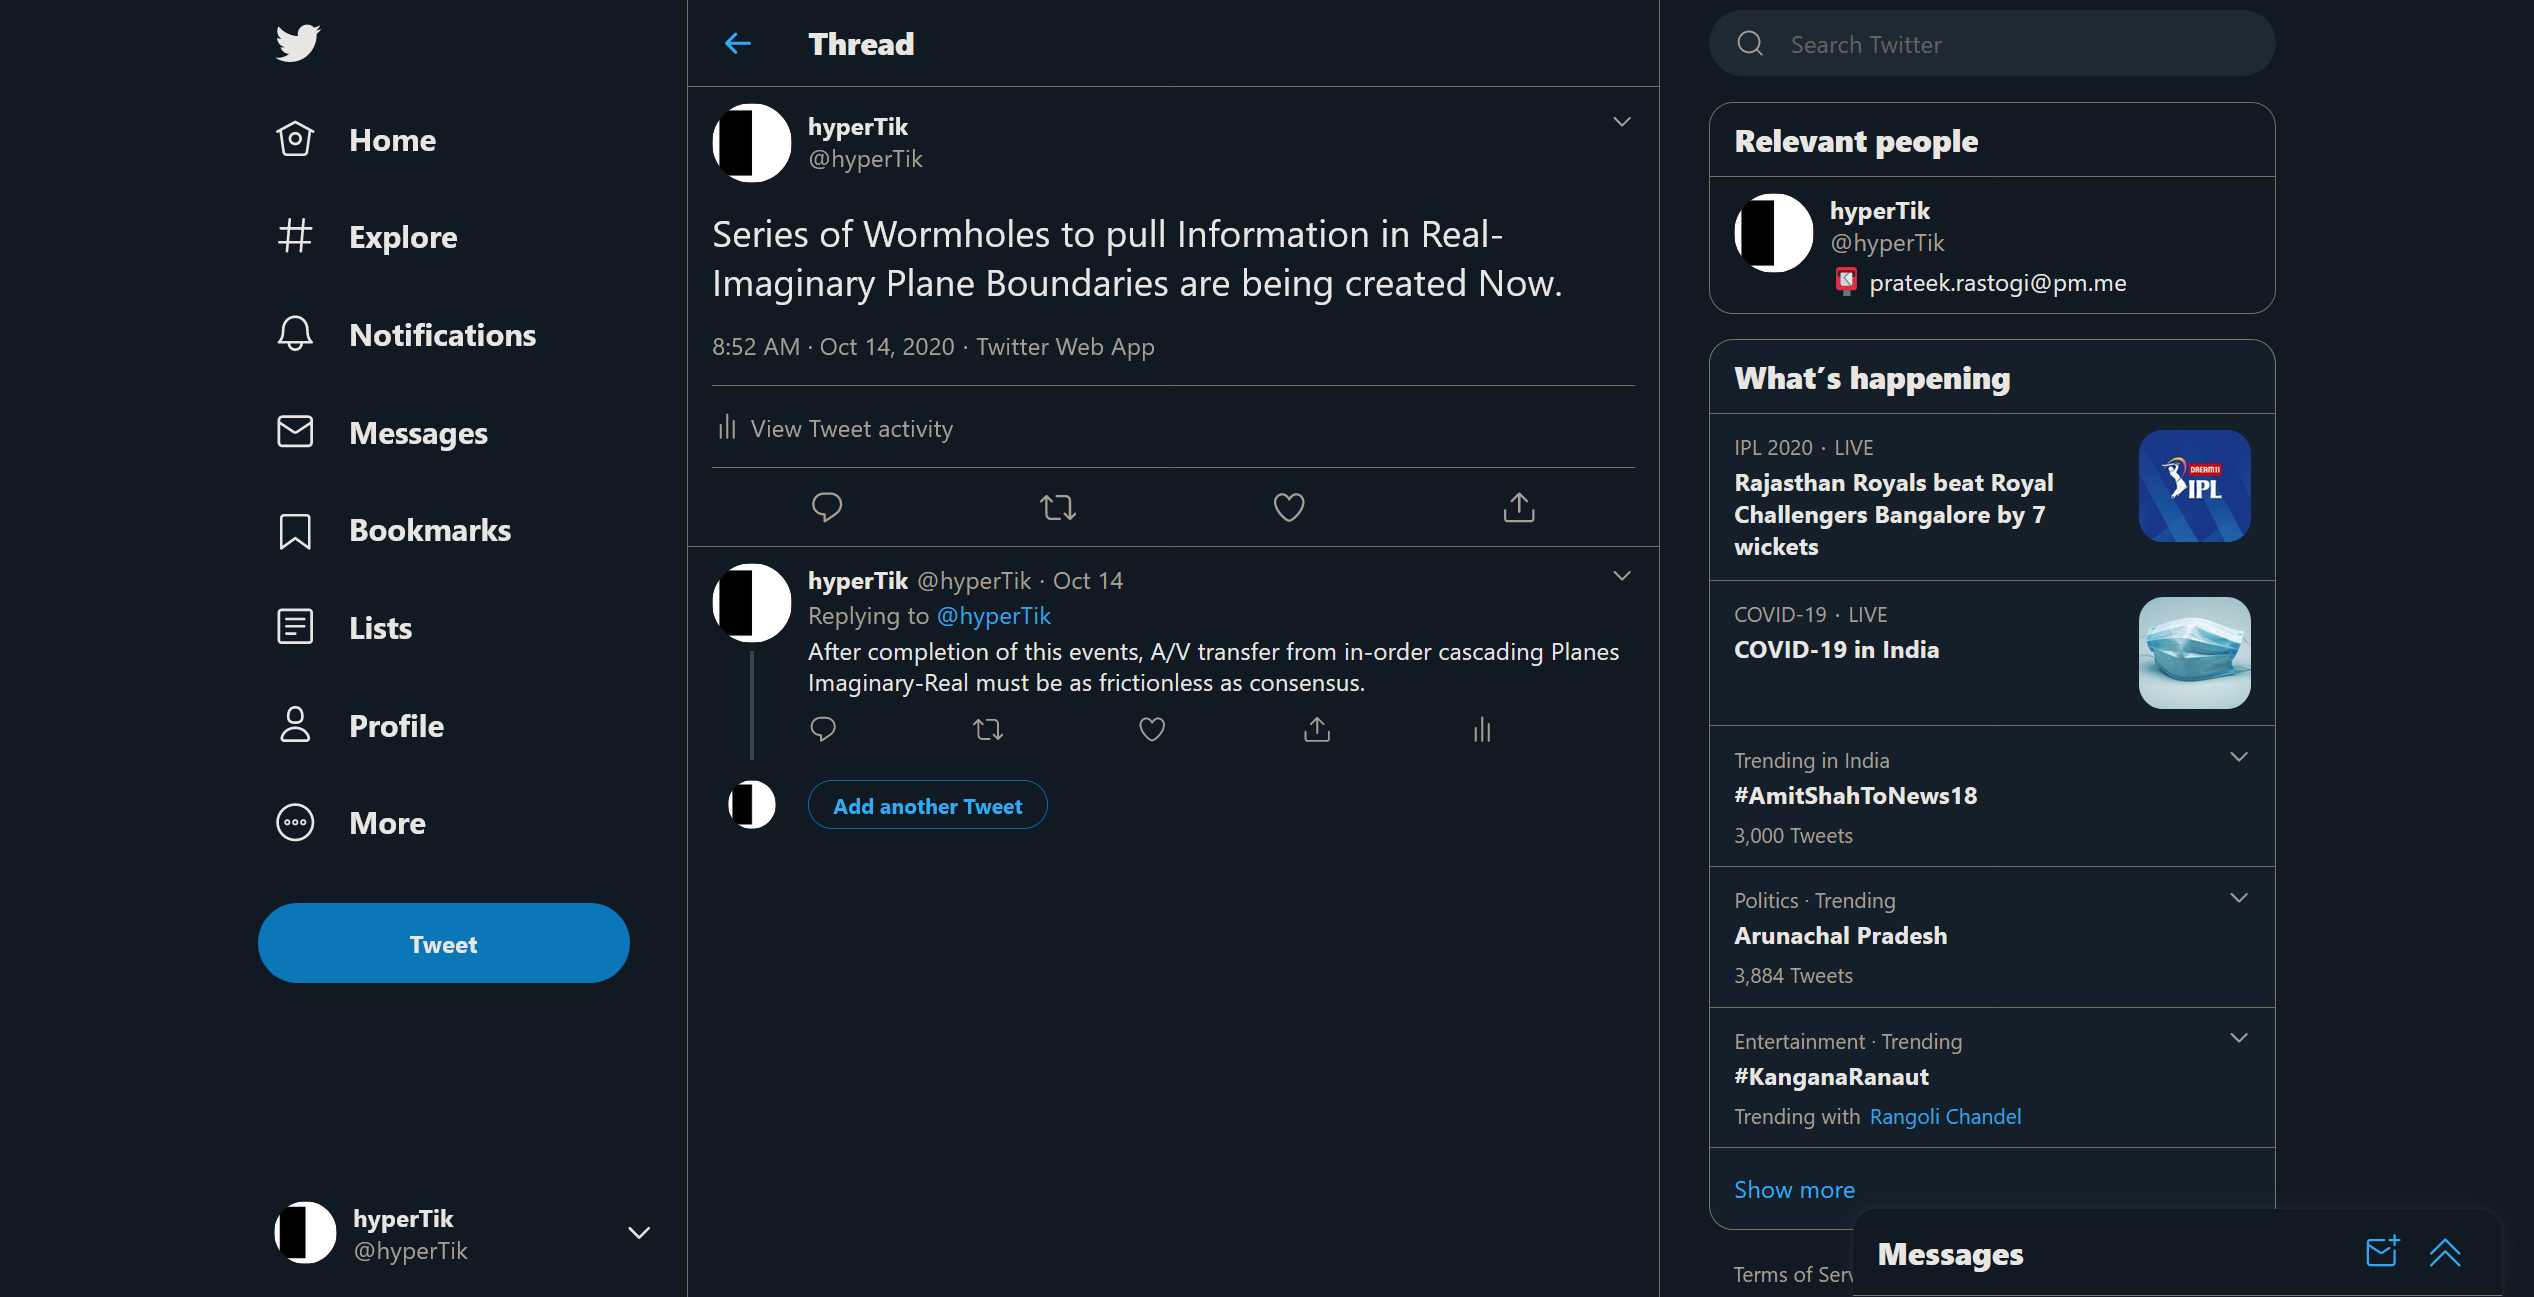 Home
Explore
Notifications
Messages
Bookmarks
Lists
Profile
More
Tweet
hyperTik
@hyperTik
Thread
hyperTik
@hyperTik
Series of Wormholes to pull Information in Real-
Imaginary Plane Boundaries are being created Now.
8:52 AM · Oct 14, 2020 · Twitter Web App
View Tweet activity
hyperTik @hyperTik · Oct 14
Replying to @hyperTik
After completion of this events, A/V transfer from in-order cascading Planes
Imaginary-Real must be as frictionless as consensus.
Add another Tweet
Search Twitter
Relevant people
hyperTik
@hyperTik
prateek.rastogi@pm.me
What's happening
IPL 2020 · LIVE
Rajasthan Royals beat Royal
Challengers Bangalore by 7
wickets
DREAM11
IPL
COVID-19 · LIVE
COVID-19 in India
Trending in India
#AmitShahToNews18
3,000 Tweets
Politics · Trending
Arunachal Pradesh
3,884 Tweets
Entertainment · Trending
#KanganaRanaut
Trending with Rangoli Chandel
Show more
Terms of Serv
Messages